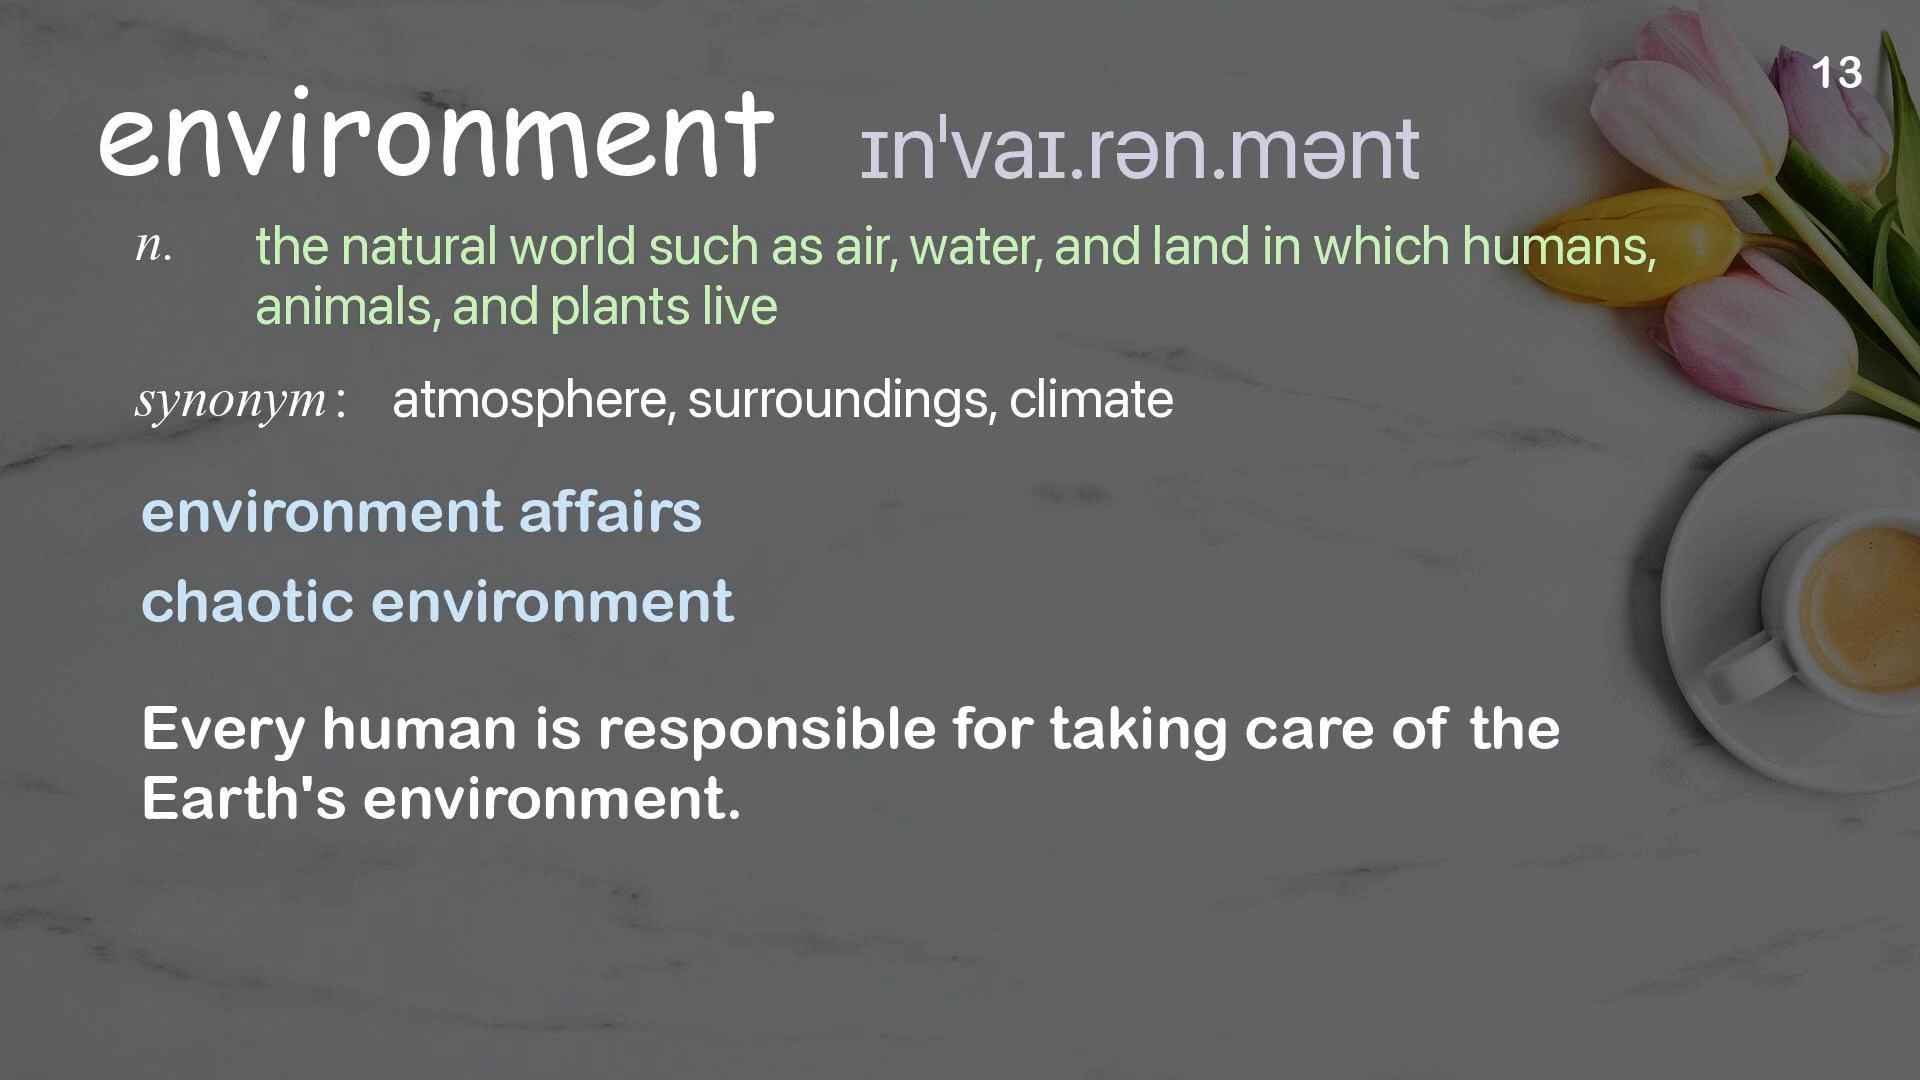 13
environment ɪnˈvaɪ.rən.mənt
n. the natural world such as air, water, and land in which humans,
animals, and plants live
synonym : atmosphere, surroundings, climate
environment affairs
chaotic environment
Every human is responsible for taking care of the
Earth's environment.